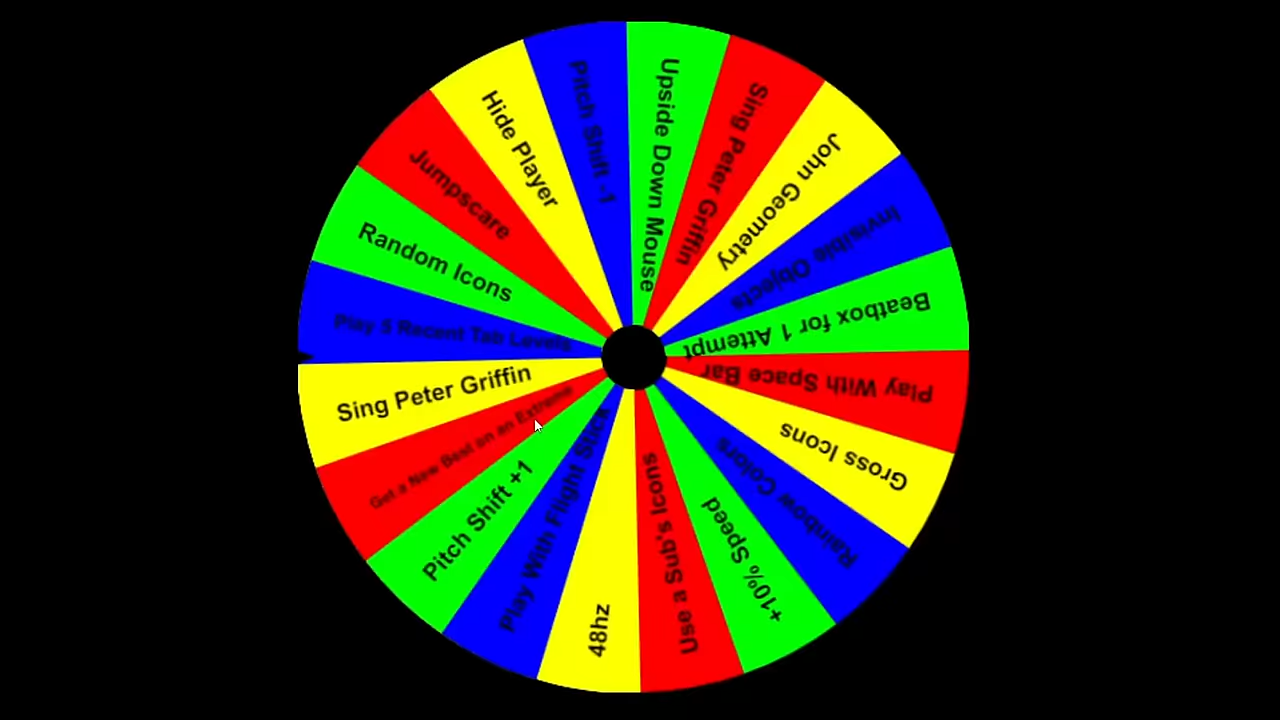 Upside Down Mouse
Sing Peter Griffin
John Geometry
Invisible Objects
Beatbox for 1 Attempt
Play With Space Bar
Gross Icons
Rainbow Colors
+10% Speed
Use a Sub's Icons
48hz
Play With Flight Stick
Pitch Shift +1
Get a New Best on an Extreme
Sing Peter Griffin
Play 5 Recent Tab Levels
Random Icons
Jumpscare
Hide Player
Pitch Shift -1